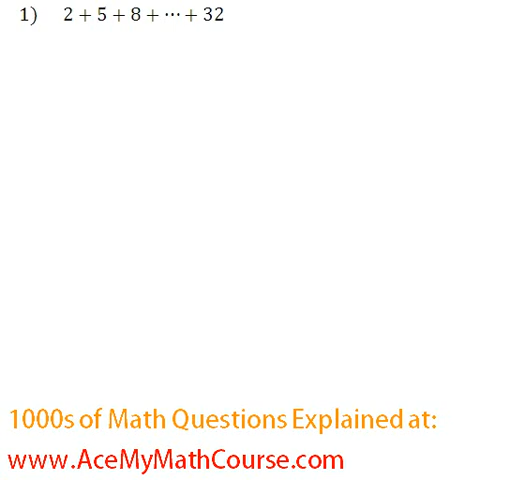 1) 2 + 5 + 8 + ⋯ + 32
1000s of Math Questions Explained at:
www.AceMyMathCourse.com